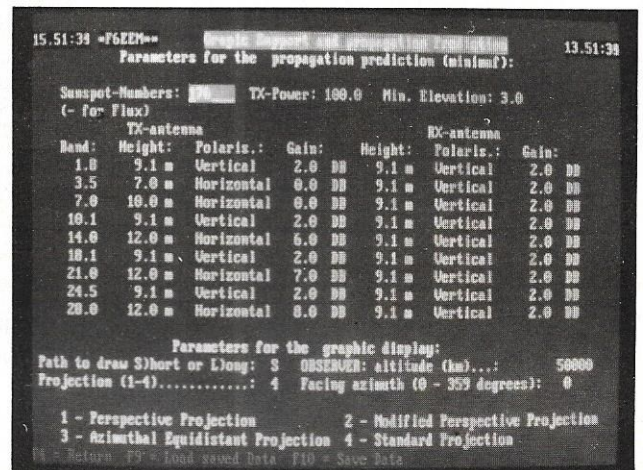 15.51:39 *F6EEM** Graphic Support and propagation Prediction 13.51:39
Parameters for the propagation prediction (minimuf):
Sunspot-Numbers: TX-Power: 100.0 Min. Elevation: 3.0
(- for Flux)
TX-antenna RX-antenna
Band: Height: Polaris.: Gain: Height: Polaris.: Gain:
1.8 9.1 m Vertical 2.0 DB 9.1 m Vertical 2.0 DB
3.5 7.0 m Horizontal 0.0 DB 9.1 m Vertical 2.0 DB
7.0 10.0 m Horizontal 0.0 DB 9.1 m Vertical 2.0 DB
10.1 9.1 m Vertical 2.0 DB 9.1 m Vertical 2.0 DB
14.0 12.0 m Horizontal 6.0 DB 9.1 m Vertical 2.0 DB
18.1 9.1 m Vertical 2.0 DB 9.1 m Vertical 2.0 DB
21.0 12.0 m Horizontal 7.0 DB 9.1 m Vertical 2.0 DB
24.5 9.1 m Vertical 2.0 DB 9.1 m Vertical 2.0 DB
28.0 12.0 m Horizontal 8.0 DB 9.1 m Vertical 2.0 DB
Parameters for the graphic display:
Path to draw S)hort or L)ong: S OBSERVER: altitude (km)...: 50000
Projection (1-4)............: 4 Facing azimuth (0 - 359 degrees): 0
1 - Perspective Projection 2 - Modified Perspective Projection
3 - Azimuthal Equidistant Projection 4 - Standard Projection
= Return F9 = Load saved Data F10 = Save Data